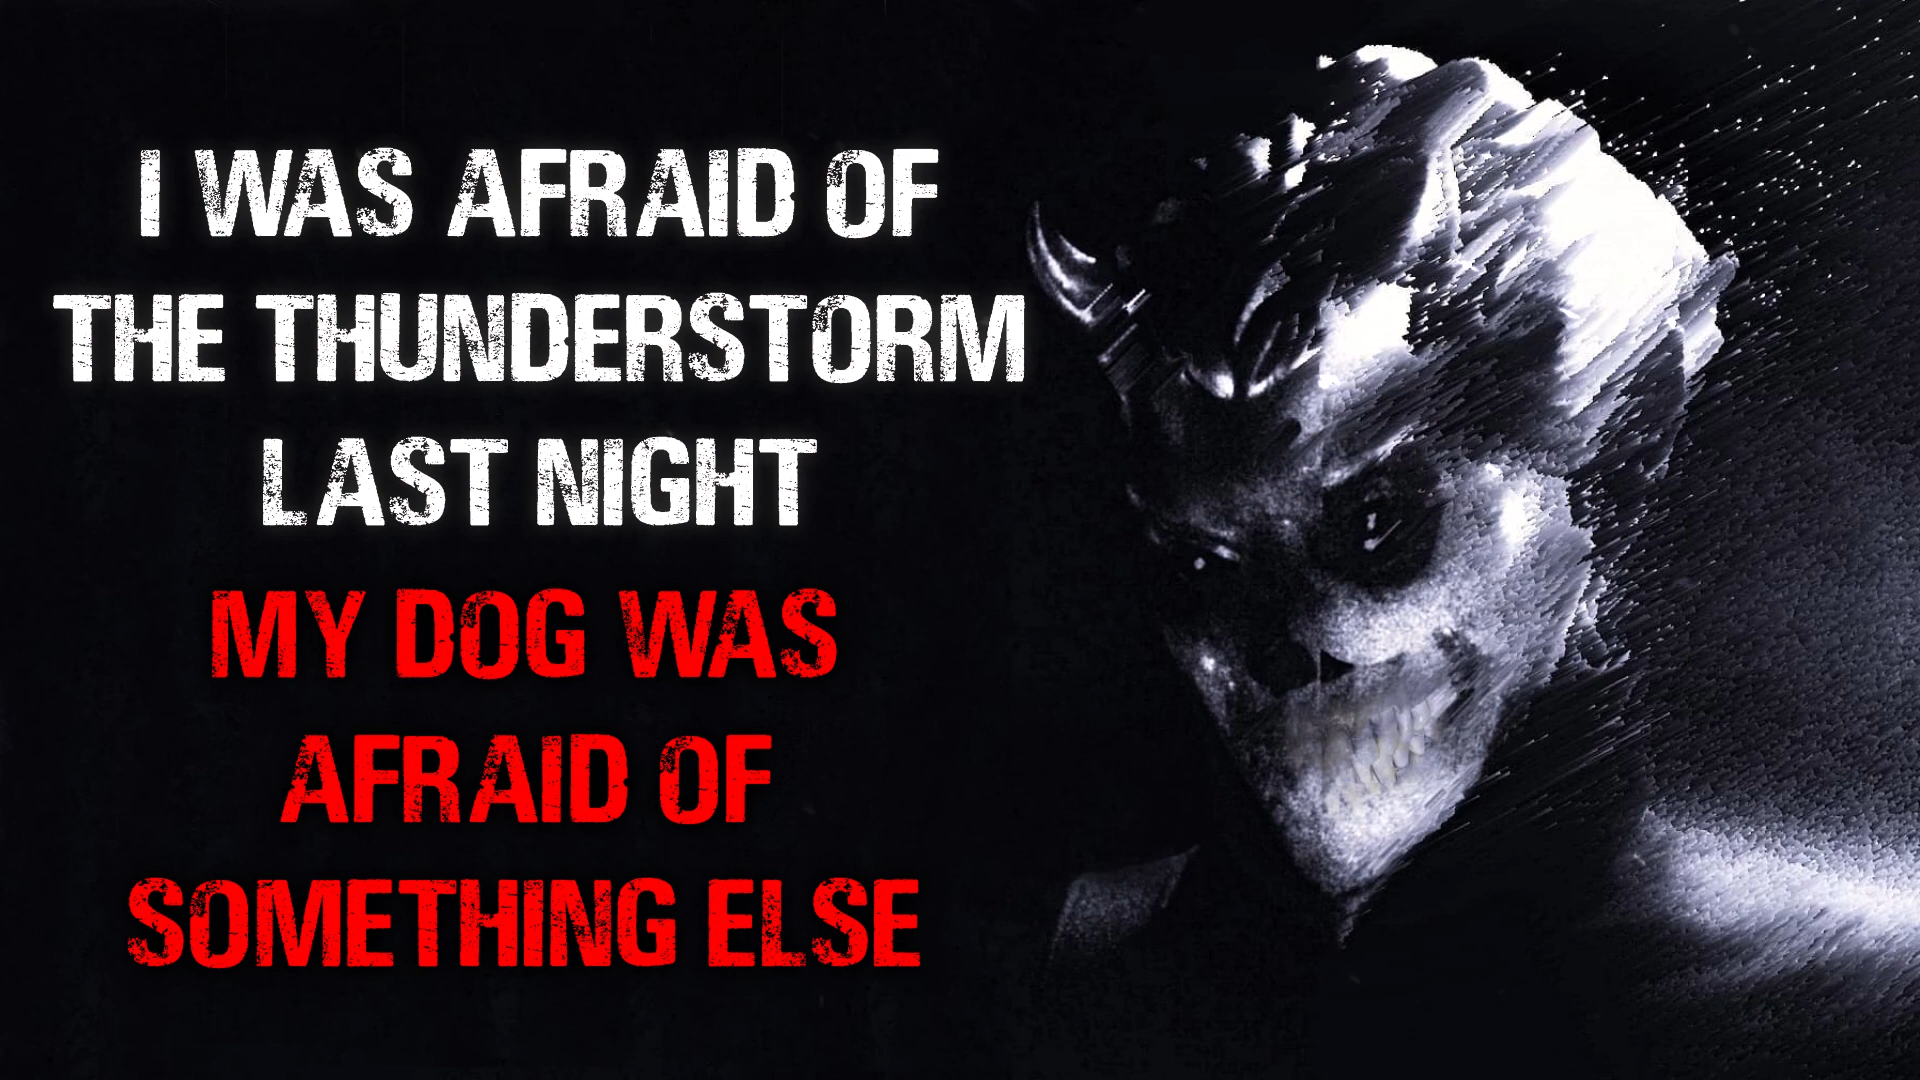 I WAS AFRAID OF
THE THUNDERSTORM
LAST NIGHT
MY DOG WAS
AFRAID OF
SOMETHING ELSE